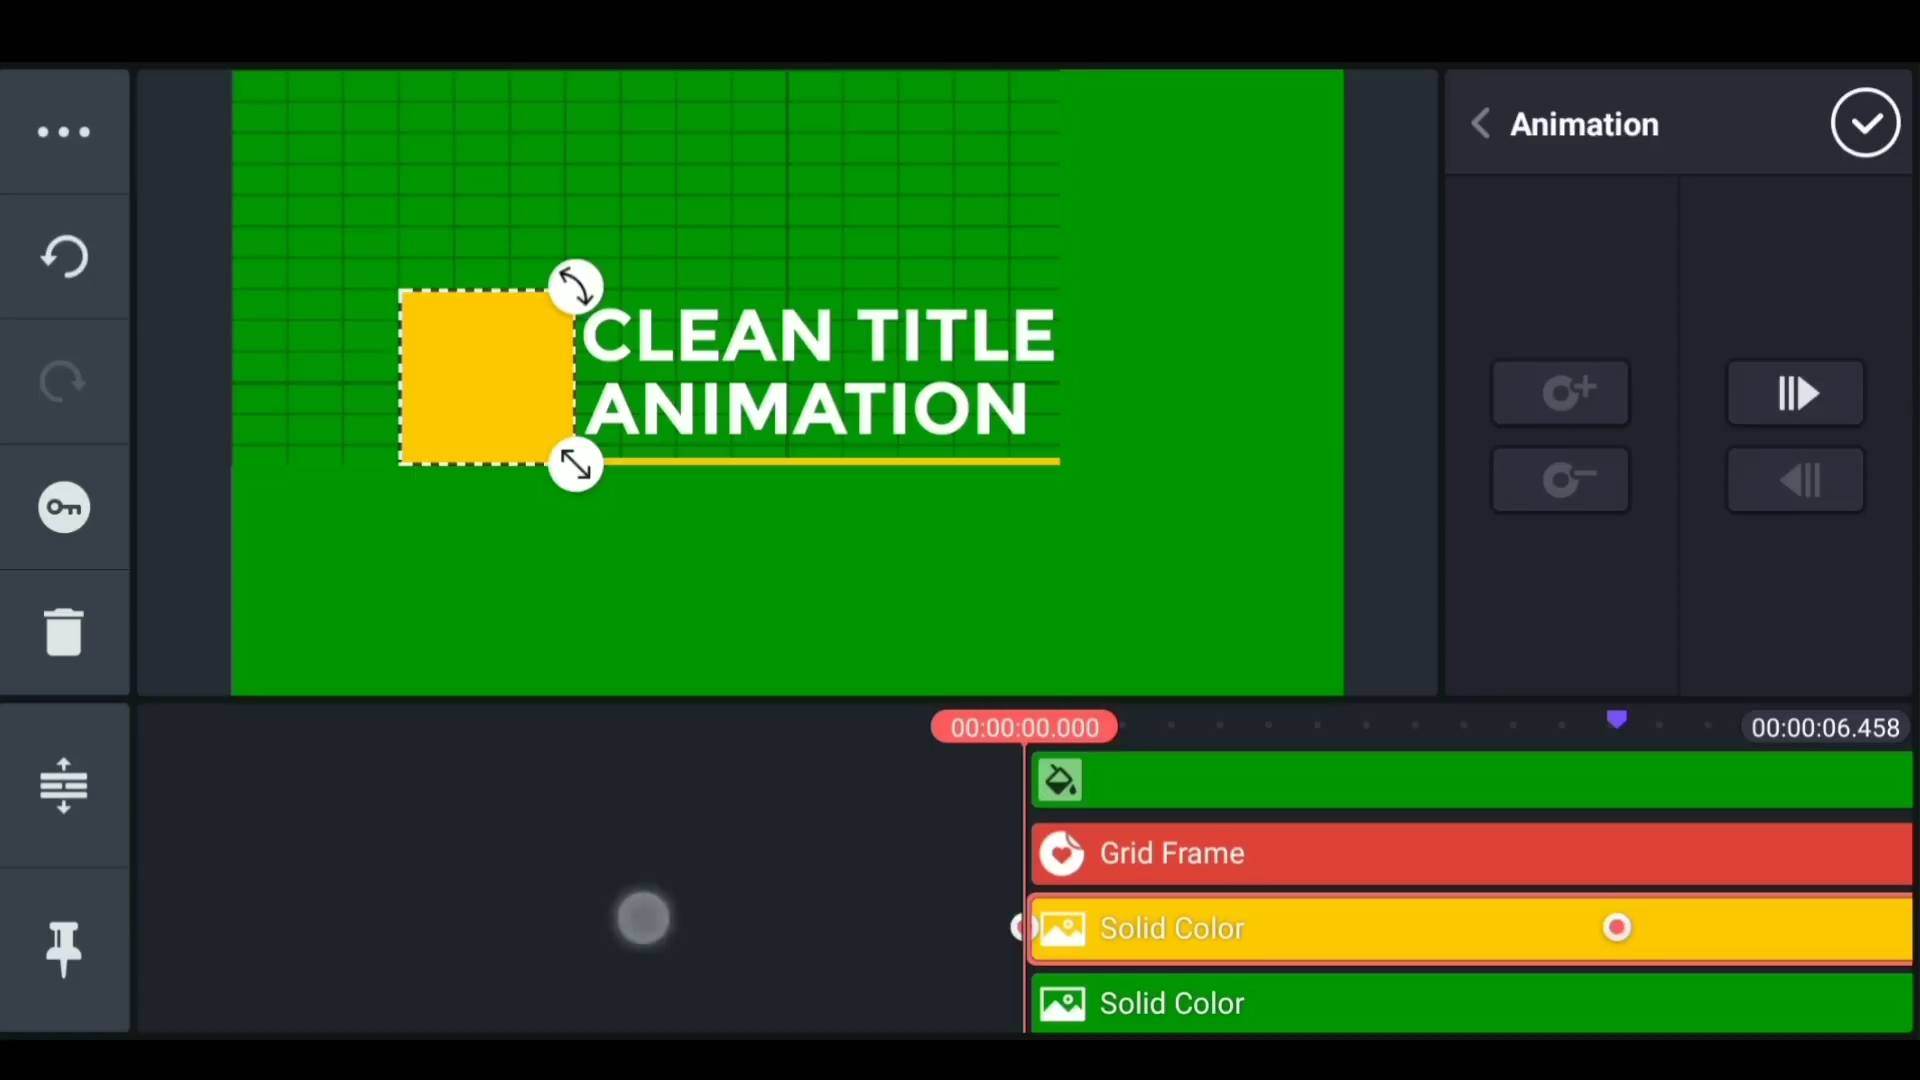 Animation
CLEAN TITLE
ANIMATION
00:00:00.000
00:00:06.458
Grid Frame
Solid Color
Solid Color